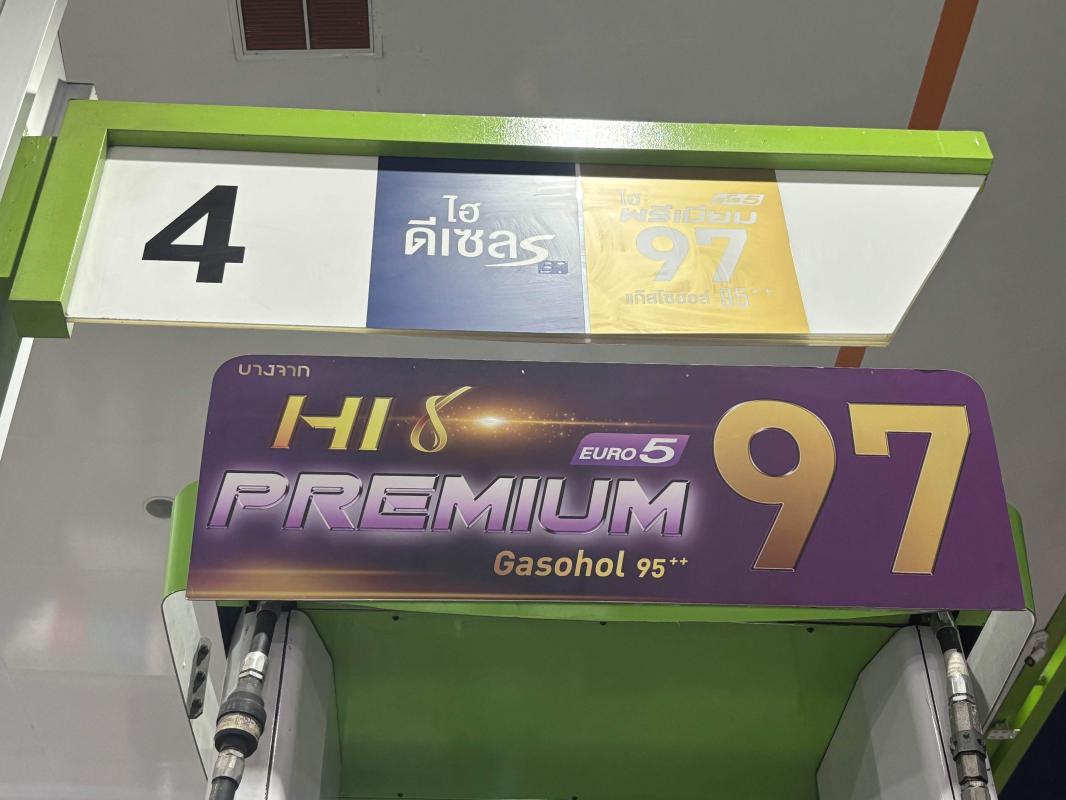 4
ไฮ
ดีเซล S
ไฮ
พรีเมียม
97
แก๊สโซฮอล์ 95++
บางจาก
HI
EURO 5
PREMIUM
97
Gasohol 95++